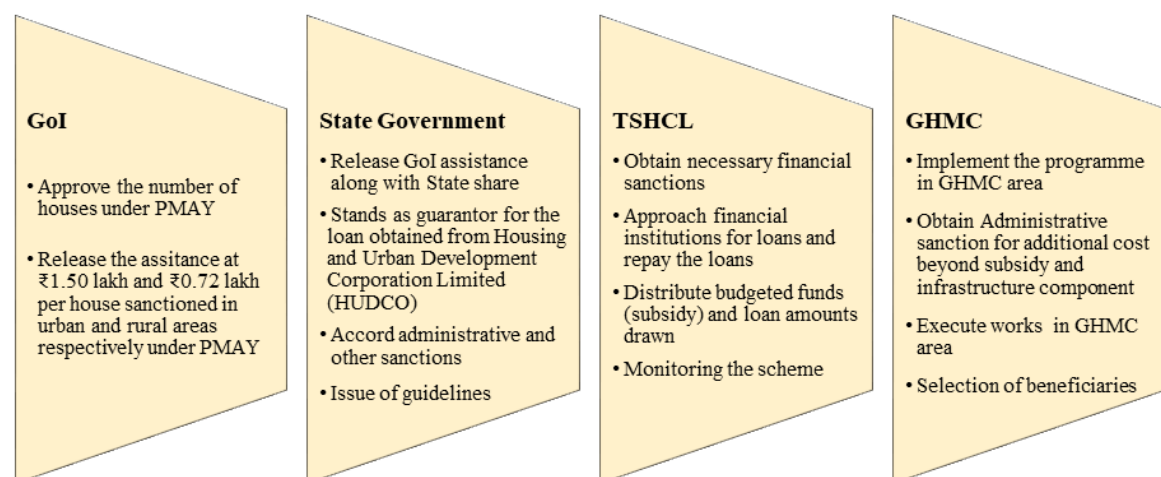 GoI
• Approve the number of
houses under PMAY
• Release the assitance at
₹1.50 lakh and ₹0.72 lakh
per house sanctioned in
urban and rural areas
respectively under PMAY
State Government
• Release GoI assistance
along with State share
• Stands as guarantor for the
loan obtained from Housing
and Urban Development
Corporation Limited
(HUDCO)
• Accord administrative and
other sanctions
• Issue of guidelines
TSHCL
• Obtain necessary financial
sanctions
• Approach financial
institutions for loans and
repay the loans
• Distribute budgeted funds
(subsidy) and loan amounts
drawn
• Monitoring the scheme
GHMC
• Implement the programme
in GHMC area
• Obtain Administrative
sanction for additional cost
beyond subsidy and
infrastructure component
• Execute works in GHMC
area
• Selection of beneficiaries